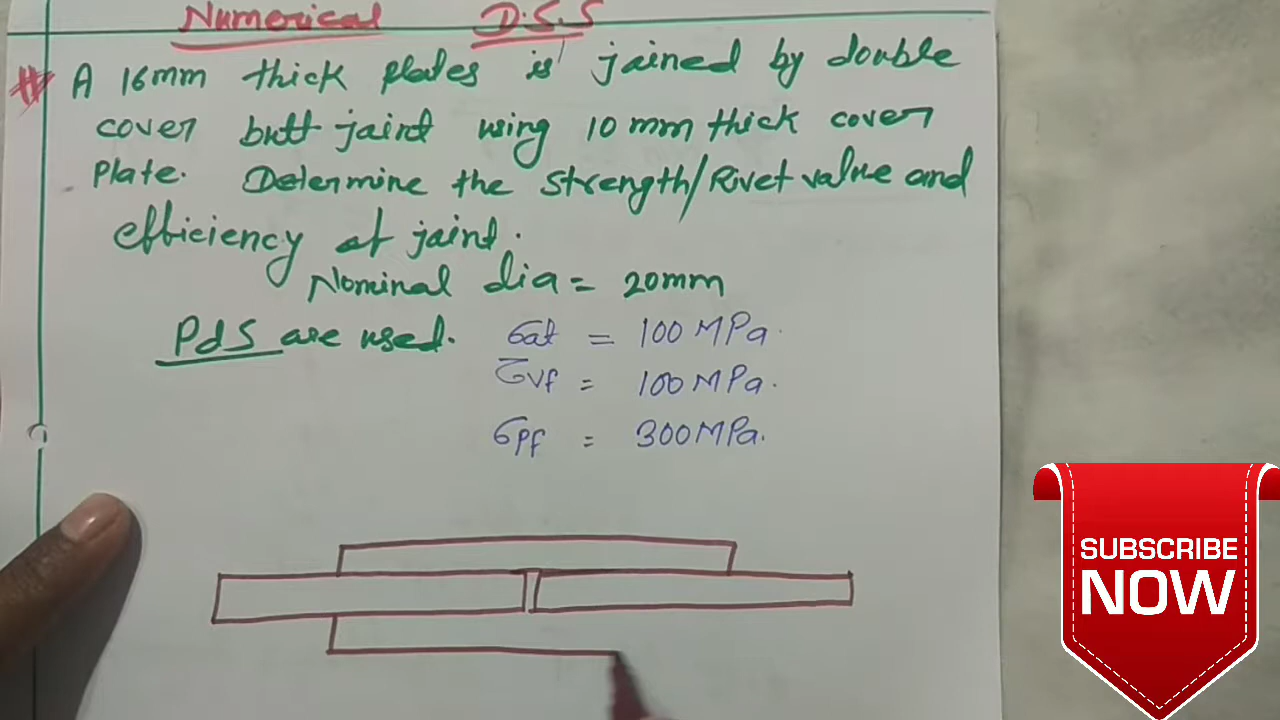 Numerical D.S.S
# A 16mm thick plates is jained by double
cover butt jaint using 10 mm thick cover
Plate. Determine the strength/Rivet value and
efficiency of jaint.
Nominal dia = 20mm
PdS are used. σat = 100 MPa.
τvf = 100 MPa.
σpf = 300 MPa.
SUBSCRIBE
NOW